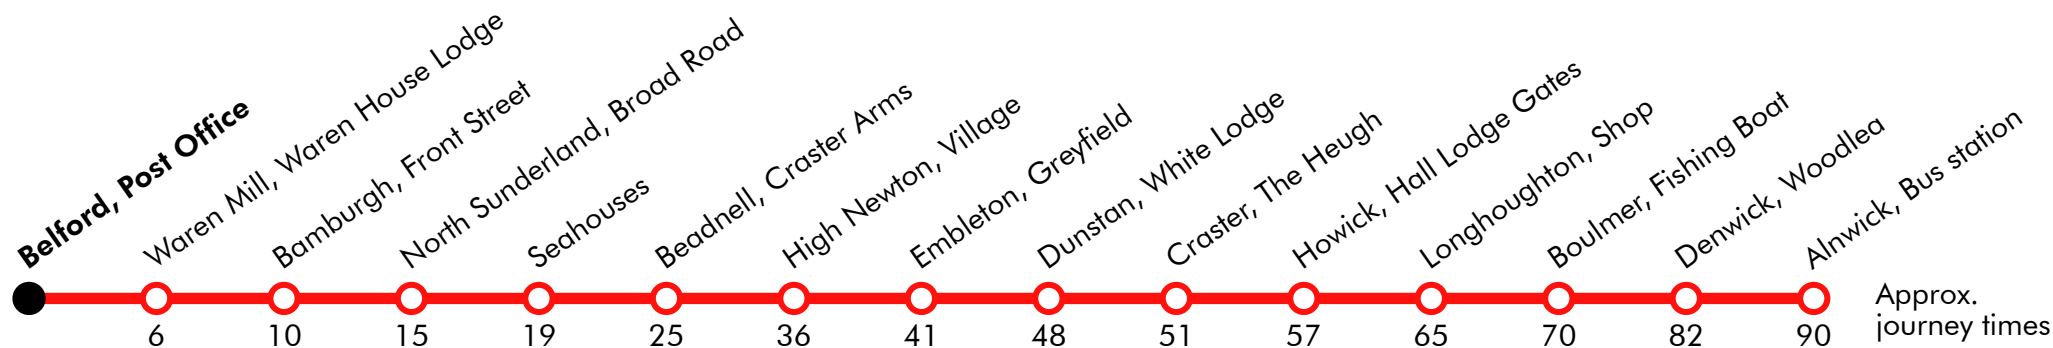 Belford, Post Office
Waren Mill, Waren House Lodge
Bamburgh, Front Street
North Sunderland, Broad Road
Seahouses
Beadnell, Craster Arms
High Newton, Village
Embleton, Greyfield
Dunstan, White Lodge
Craster, The Heugh
Howick, Hall Lodge Gates
Longhoughton, Shop
Boulmer, Fishing Boat
Denwick, Woodlea
Alnwick, Bus station
6 10 15 19 25 36 41 48 51 57 65 70 82 90
Approx.
journey times